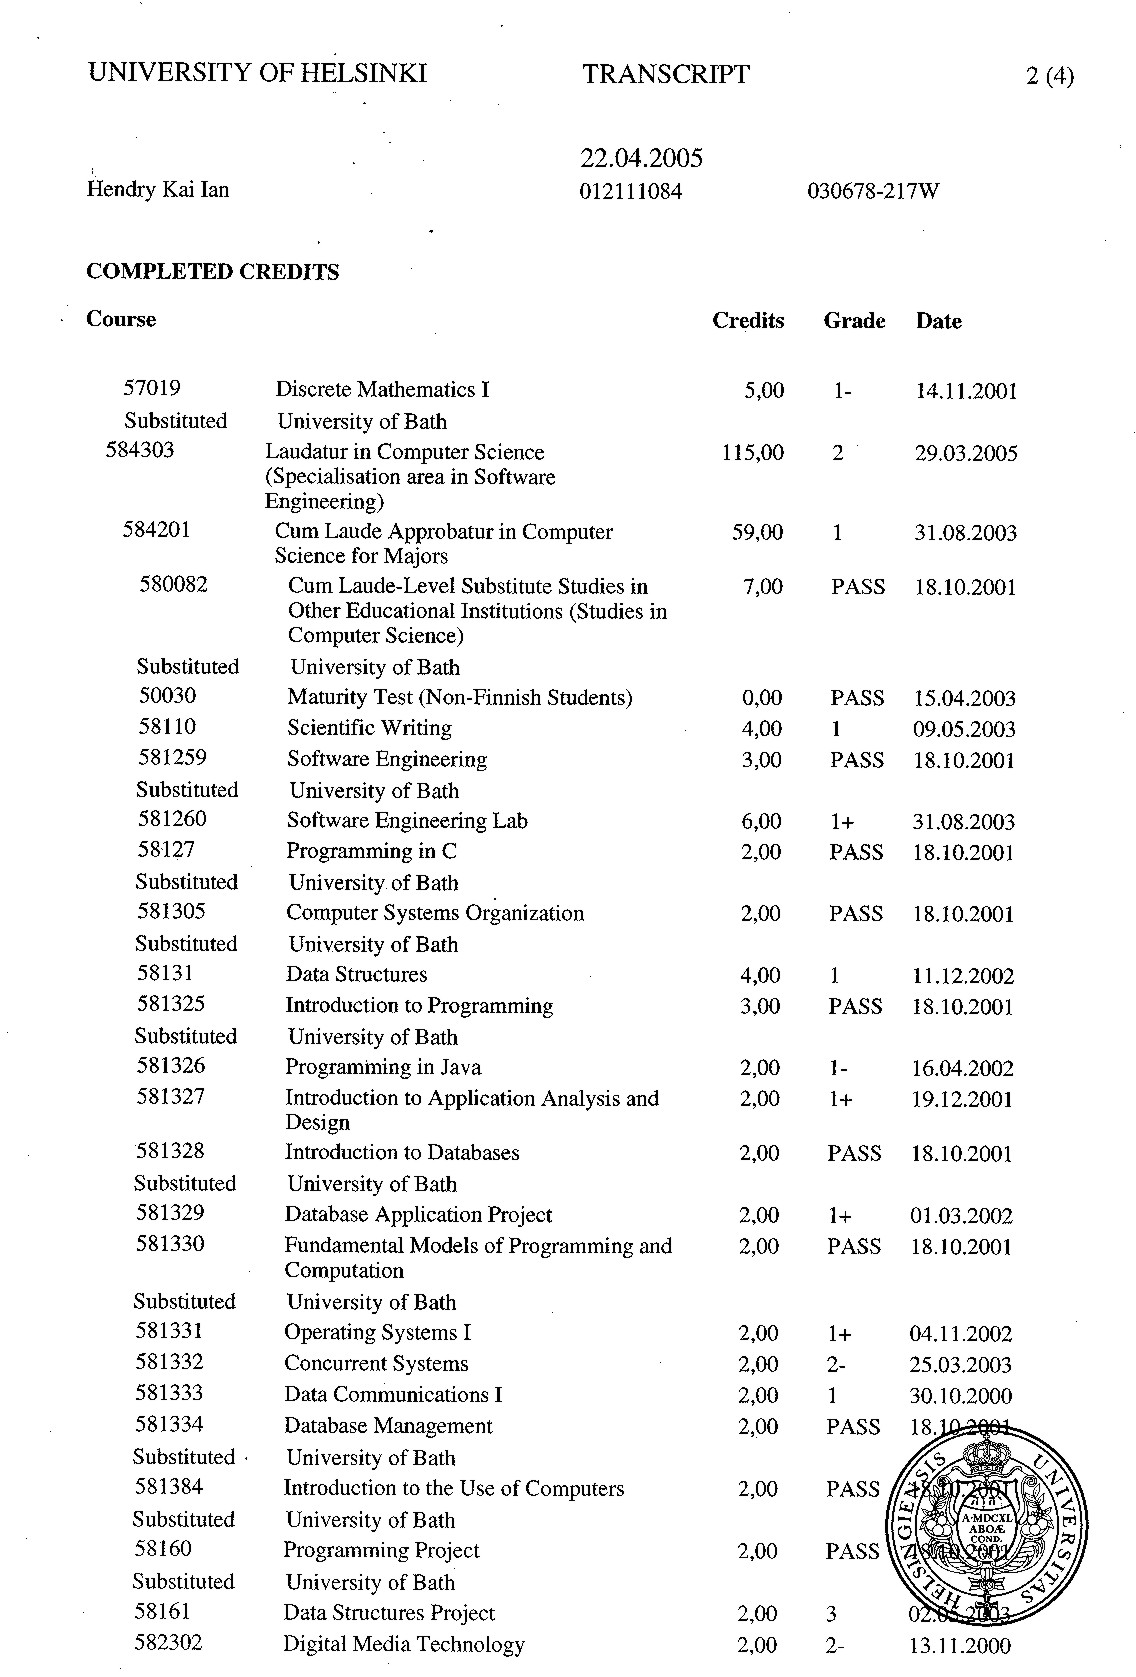 UNIVERSITY OF HELSINKI TRANSCRIPT 2 (4)
22.04.2005
Hendry Kai Ian 012111084 030678-217W
COMPLETED CREDITS
Course Credits Grade Date
57019 Discrete Mathematics I 5,00 1- 14.11.2001
Substituted University of Bath
584303 Laudatur in Computer Science 115,00 2 29.03.2005
(Specialisation area in Software
Engineering)
584201 Cum Laude Approbatur in Computer 59,00 1 31.08.2003
Science for Majors
580082 Cum Laude-Level Substitute Studies in 7,00 PASS 18.10.2001
Other Educational Institutions (Studies in
Computer Science)
Substituted University of Bath
50030 Maturity Test (Non-Finnish Students) 0,00 PASS 15.04.2003
58110 Scientific Writing 4,00 1 09.05.2003
581259 Software Engineering 3,00 PASS 18.10.2001
Substituted University of Bath
581260 Software Engineering Lab 6,00 1+ 31.08.2003
58127 Programming in C 2,00 PASS 18.10.2001
Substituted University of Bath
581305 Computer Systems Organization 2,00 PASS 18.10.2001
Substituted University of Bath
58131 Data Structures 4,00 1 11.12.2002
581325 Introduction to Programming 3,00 PASS 18.10.2001
Substituted University of Bath
581326 Programming in Java 2,00 1- 16.04.2002
581327 Introduction to Application Analysis and 2,00 1+ 19.12.2001
Design
581328 Introduction to Databases 2,00 PASS 18.10.2001
Substituted University of Bath
581329 Database Application Project 2,00 1+ 01.03.2002
581330 Fundamental Models of Programming and 2,00 PASS 18.10.2001
Computation
Substituted University of Bath
581331 Operating Systems I 2,00 1+ 04.11.2002
581332 Concurrent Systems 2,00 2- 25.03.2003
581333 Data Communications I 2,00 1 30.10.2000
581334 Database Management 2,00 PASS 18.10.2001
Substituted University of Bath
581384 Introduction to the Use of Computers 2,00 PASS 18.10.2001
Substituted University of Bath
58160 Programming Project 2,00 PASS 18.10.2001
Substituted University of Bath
58161 Data Structures Project 2,00 3 02.05.2003
582302 Digital Media Technology 2,00 2- 13.11.2000
UNIVERSITAS HELSINGIENSIS
A·MDCXL
ABOÆ
COND.